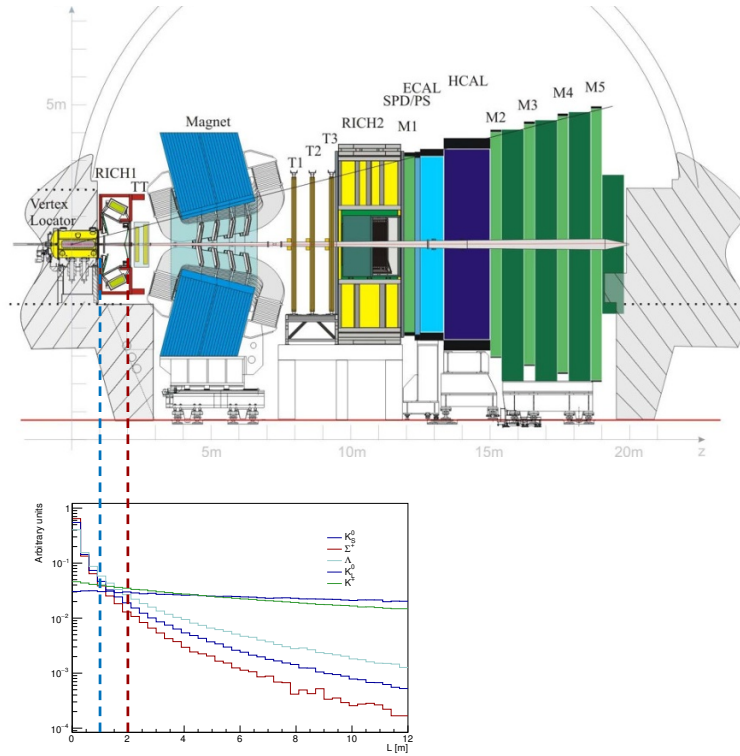 5m
ECAL
HCAL
SPD/PS
M5
M4
M3
M2
Magnet
RICH2
M1
T3
T2
T1
RICH1
TT
Vertex
Locator
5m
10m
15m
20m
z
Arbitrary units
1
10⁻¹
10⁻²
10⁻³
10⁻⁴
K⁰S
Σ⁺
Λ
K⁰L
K⁺
0
2
4
6
8
10
12
L [m]